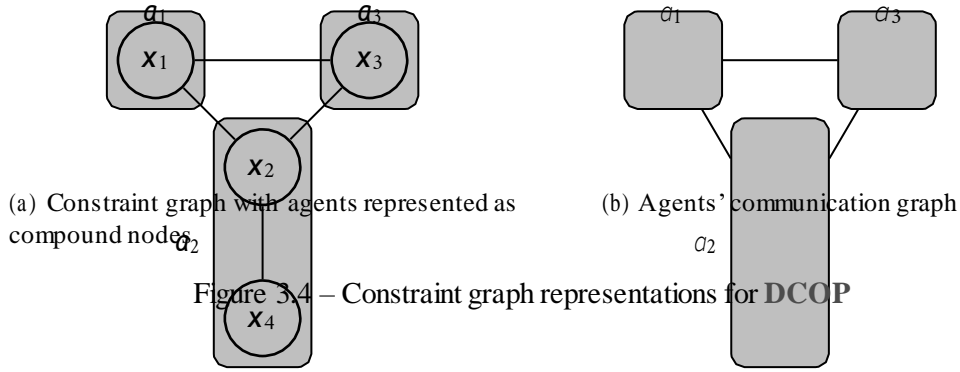 a1 a3
x1 x3
x2
a2
x4
(a) Constraint graph with agents represented as
compound nodes
a1 a3
a2
(b) Agents' communication graph
Figure 3.4 – Constraint graph representations for DCOP